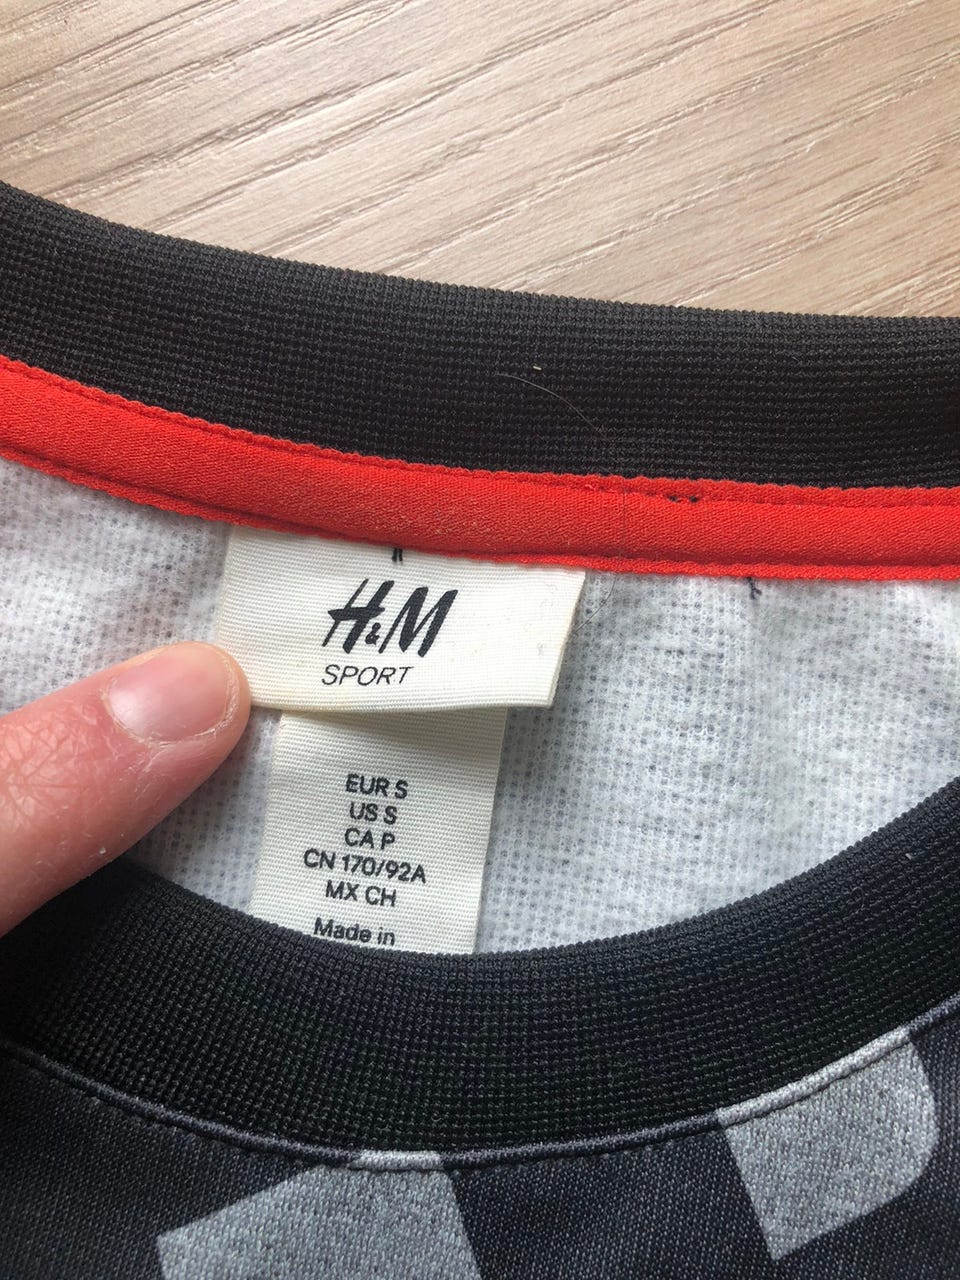 H&M
SPORT
EUR S
US S
CA P
CN 170/92A
MX CH
Made in